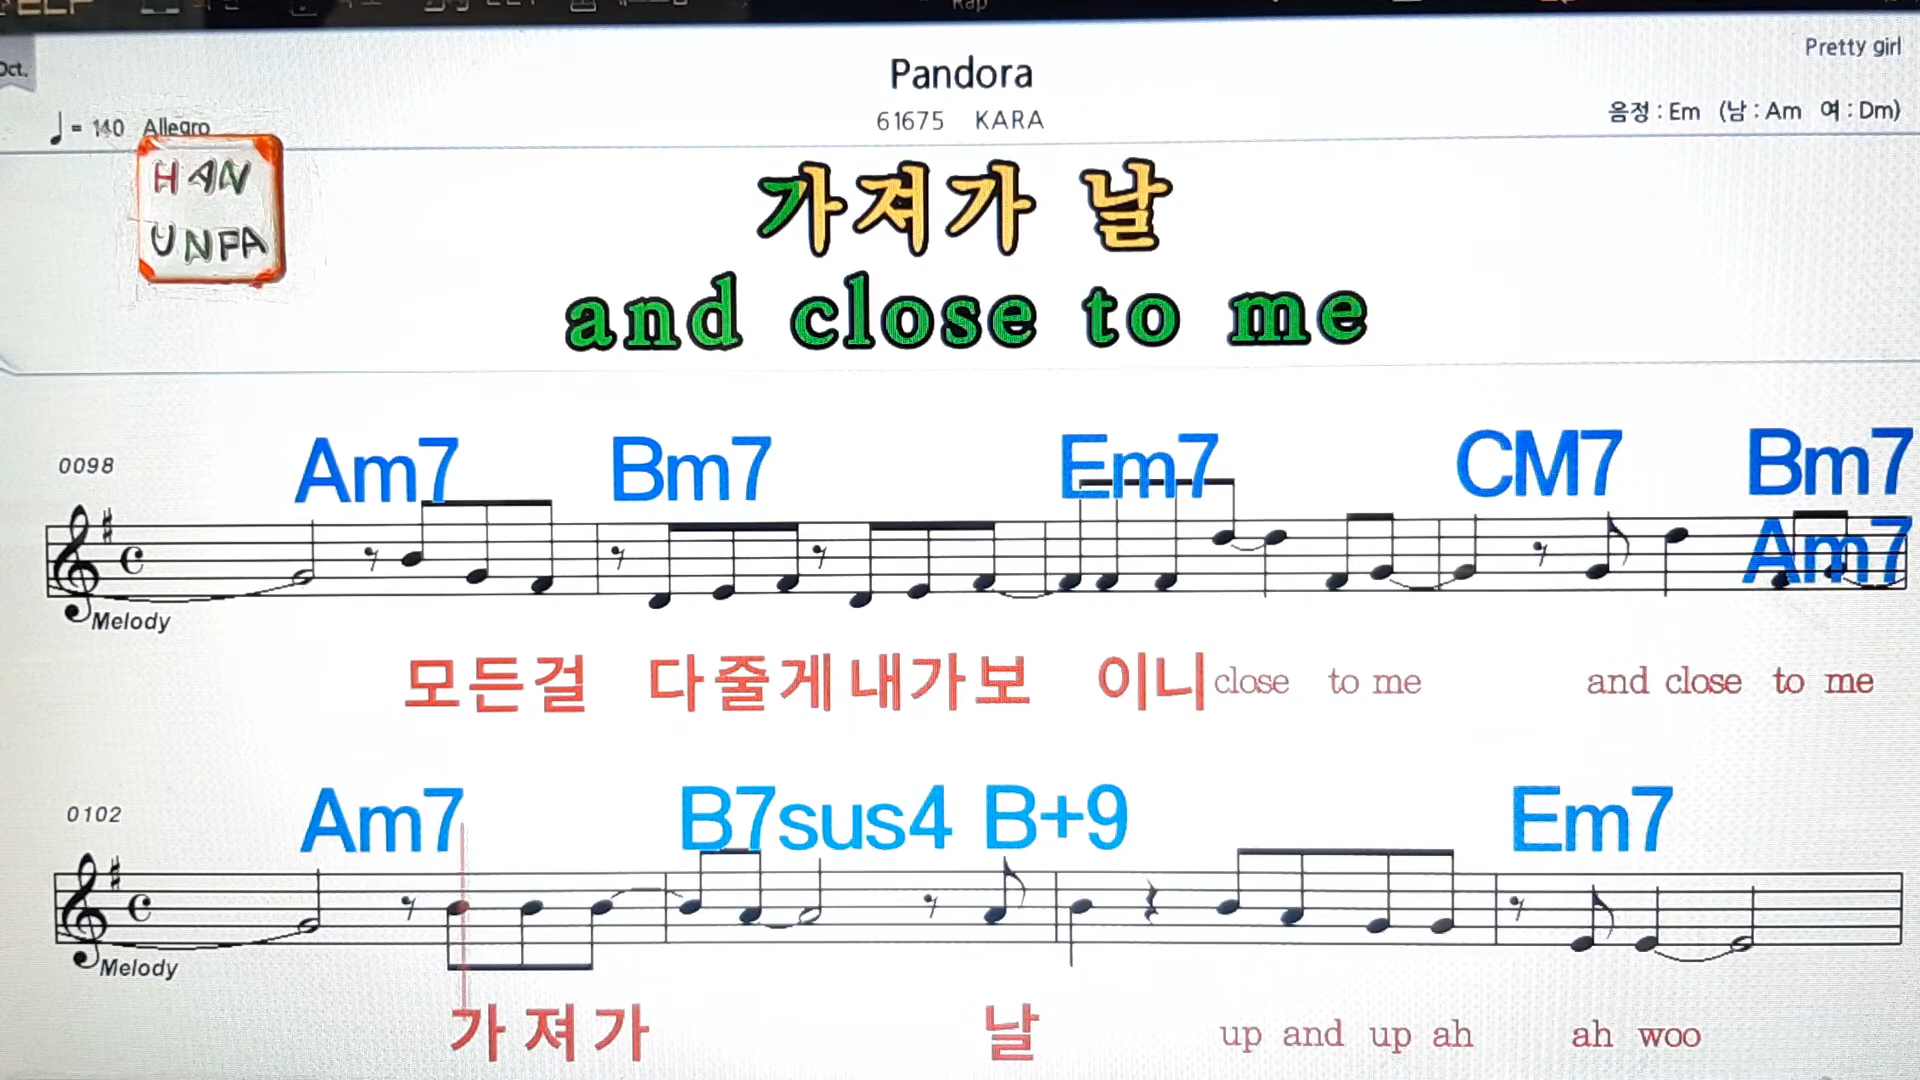 Rap
Oct.
Pretty girl
Pandora
61675 KARA
♩ = 140 Allegro
음정 : Em (남 : Am 여 : Dm)
HAN
UNPA
가져가 날
and close to me
0098
Am7 Bm7 Em7 CM7 Bm7
Am7
Melody
모든걸 다줄게내가보 이니 close to me and close to me
0102
Am7 B7sus4 B+9 Em7
Melody
가져가 날 up and up ah ah woo